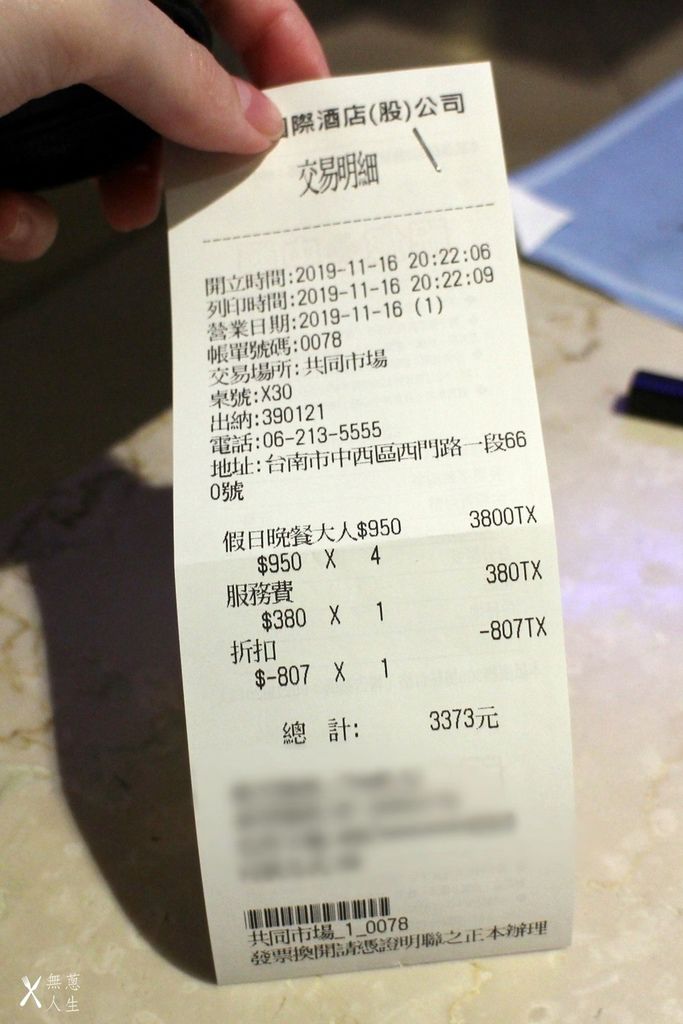 際酒店(股)公司
交易明細
開立時間:2019-11-16 20:22:06
列印時間:2019-11-16 20:22:09
營業日期:2019-11-16 (1)
帳單號碼:0078
交易場所:共同市場
桌號:X30
出納:390121
電話:06-213-5555
地址:台南市中西區西門路一段66
0號
假日晚餐大人$950 3800TX
$950 X 4
服務費 380TX
$380 X 1
折扣 -807TX
$-807 X 1
總 計: 3373元
共同市場_1_0078
發票換開請憑證明聯之正本辦理
無蔥
人生